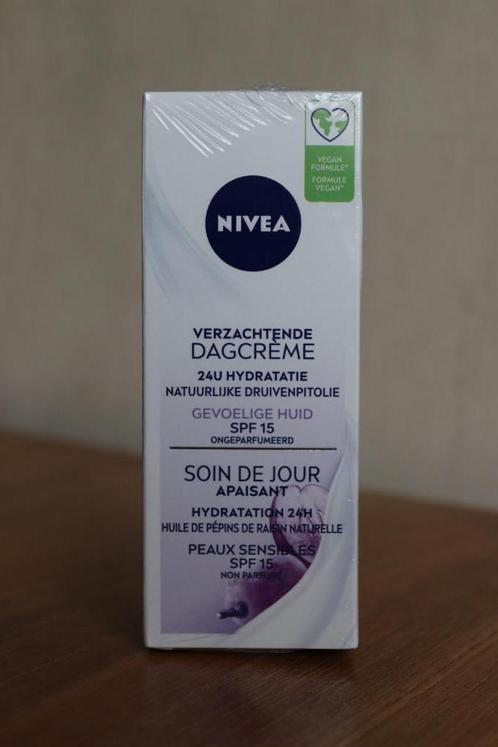 VEGAN
FORMULE*
FORMULE
VEGAN*
NIVEA
VERZACHTENDE
DAGCRÈME
24U HYDRATATIE
NATUURLIJKE DRUIVENPITOLIE
GEVOELIGE HUID
SPF 15
ONGEPARFUMEERD
SOIN DE JOUR
APAISANT
HYDRATATION 24H
HUILE DE PÉPINS DE RAISIN NATURELLE
PEAUX SENSIBLES
SPF 15
NON PARFUMÉ